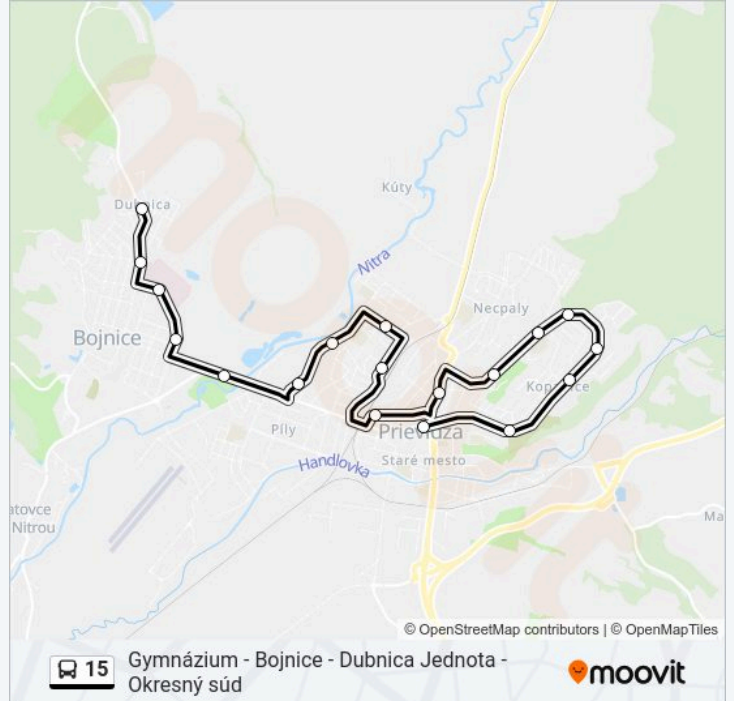 Dubnica
Kúty
Nitra
Necpaly
Bojnice
Kopanice
Píly
Prievidza
Staré mesto
Handlovka
atovce
Nitrou
Ma
moovit
© OpenStreetMap contributors | © OpenMapTiles
15
Gymnázium - Bojnice - Dubnica Jednota -
Okresný súd
moovit